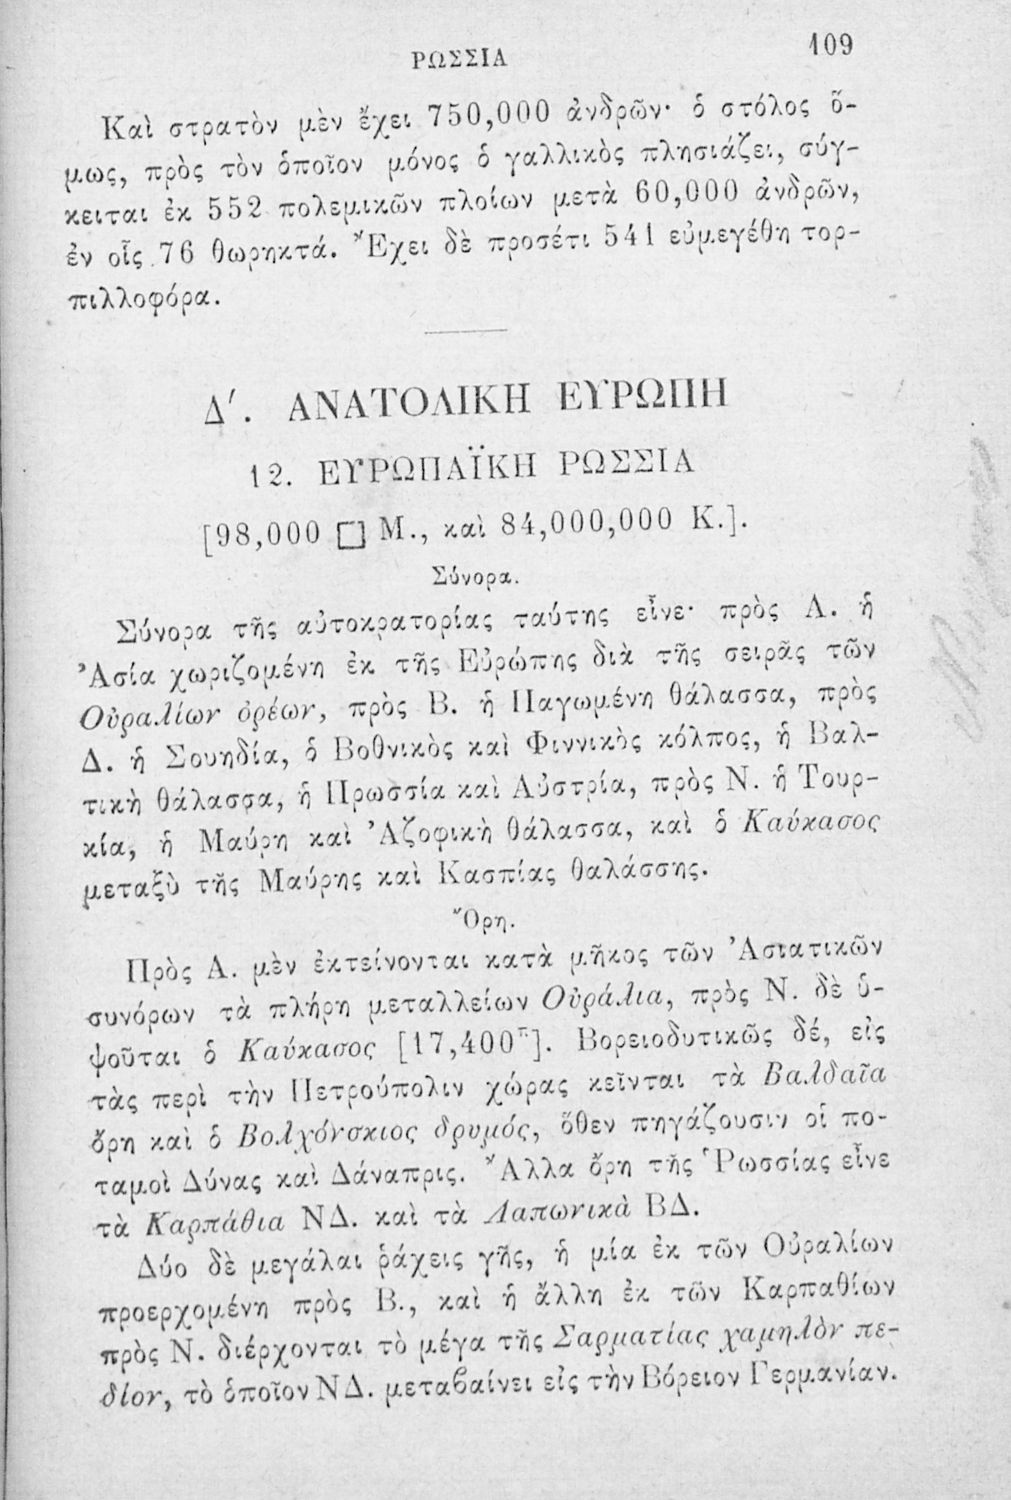 ΡΩΣΣΙΑ
109
Καὶ στρατὸν μὲν ἔχει 750,000 ἀνδρῶν· ὁ στόλος ὅ-
μως, πρὸς τὸν ὁποῖον μόνος ὁ γαλλικὸς πλησιάζει, σύγ-
κειται ἐκ 552 πολεμικῶν πλοίων μετὰ 60,000 ἀνδρῶν,
ἐν οἷς 76 θωρηκτά. Ἔχει δὲ προσέτι 541 εὐμεγέθη τορ-
πιλλοφόρα.
Δ΄. ΑΝΑΤΟΛΙΚΗ ΕΥΡΩΠΗ
12. ΕΥΡΩΠΑΪΚΗ ΡΩΣΣΙΑ
[98,000 □ Μ., καὶ 84,000,000 Κ.].
Σύνορα.
Σύνορα τῆς αὐτοκρατορίας ταύτης εἶνε· πρὸς Α. ἡ
Ἀσία χωριζομένη ἐκ τῆς Εὐρώπης διὰ τῆς σειρᾶς τῶν
Οὐραλίων ὀρέων, πρὸς Β. ἡ Παγωμένη θάλασσα, πρὸς
Δ. ἡ Σουηδία, ὁ Βοθνικὸς καὶ Φιννικὸς κόλπος, ἡ Βαλ-
τικὴ θάλασσα, ἡ Πρωσσία καὶ Αὐστρία, πρὸς Ν. ἡ Τουρ-
κία, ἡ Μαύρη καὶ Ἀζοφικὴ θάλασσα, καὶ ὁ Καύκασος
μεταξὺ τῆς Μαύρης καὶ Κασπίας θαλάσσης.
Ὄρη.
Πρὸς Α. μὲν ἐκτείνονται κατὰ μῆκος τῶν Ἀσιατικῶν
συνόρων τὰ πλήρη μεταλλείων Οὐράλια, πρὸς Ν. δὲ ὑ-
ψοῦται ὁ Καύκασος [17,400π]. Βορειοδυτικῶς δέ, εἰς
τὰς περὶ τὴν Πετρούπολιν χώρας κεῖνται τὰ Βαλδαῖα
ὄρη καὶ ὁ Βολχόνσκιος δρυμός, ὅθεν πηγάζουσιν οἱ πο-
ταμοὶ Δύνας καὶ Δάναπρις. Ἄλλα ὄρη τῆς Ῥωσσίας εἶνε
τὰ Καρπάθια ΝΔ. καὶ τὰ Λαπωνικὰ ΒΔ.
Δύο δὲ μεγάλαι ῥάχεις γῆς, ἡ μία ἐκ τῶν Οὐραλίων
προερχομένη πρὸς Β., καὶ ἡ ἄλλη ἐκ τῶν Καρπαθίων
πρὸς Ν. διέρχονται τὸ μέγα τῆς Σαρματίας χαμηλὸν πε-
δίον, τὸ ὁποῖον ΝΔ. μεταβαίνει εἰς τὴν Βόρειον Γερμανίαν.